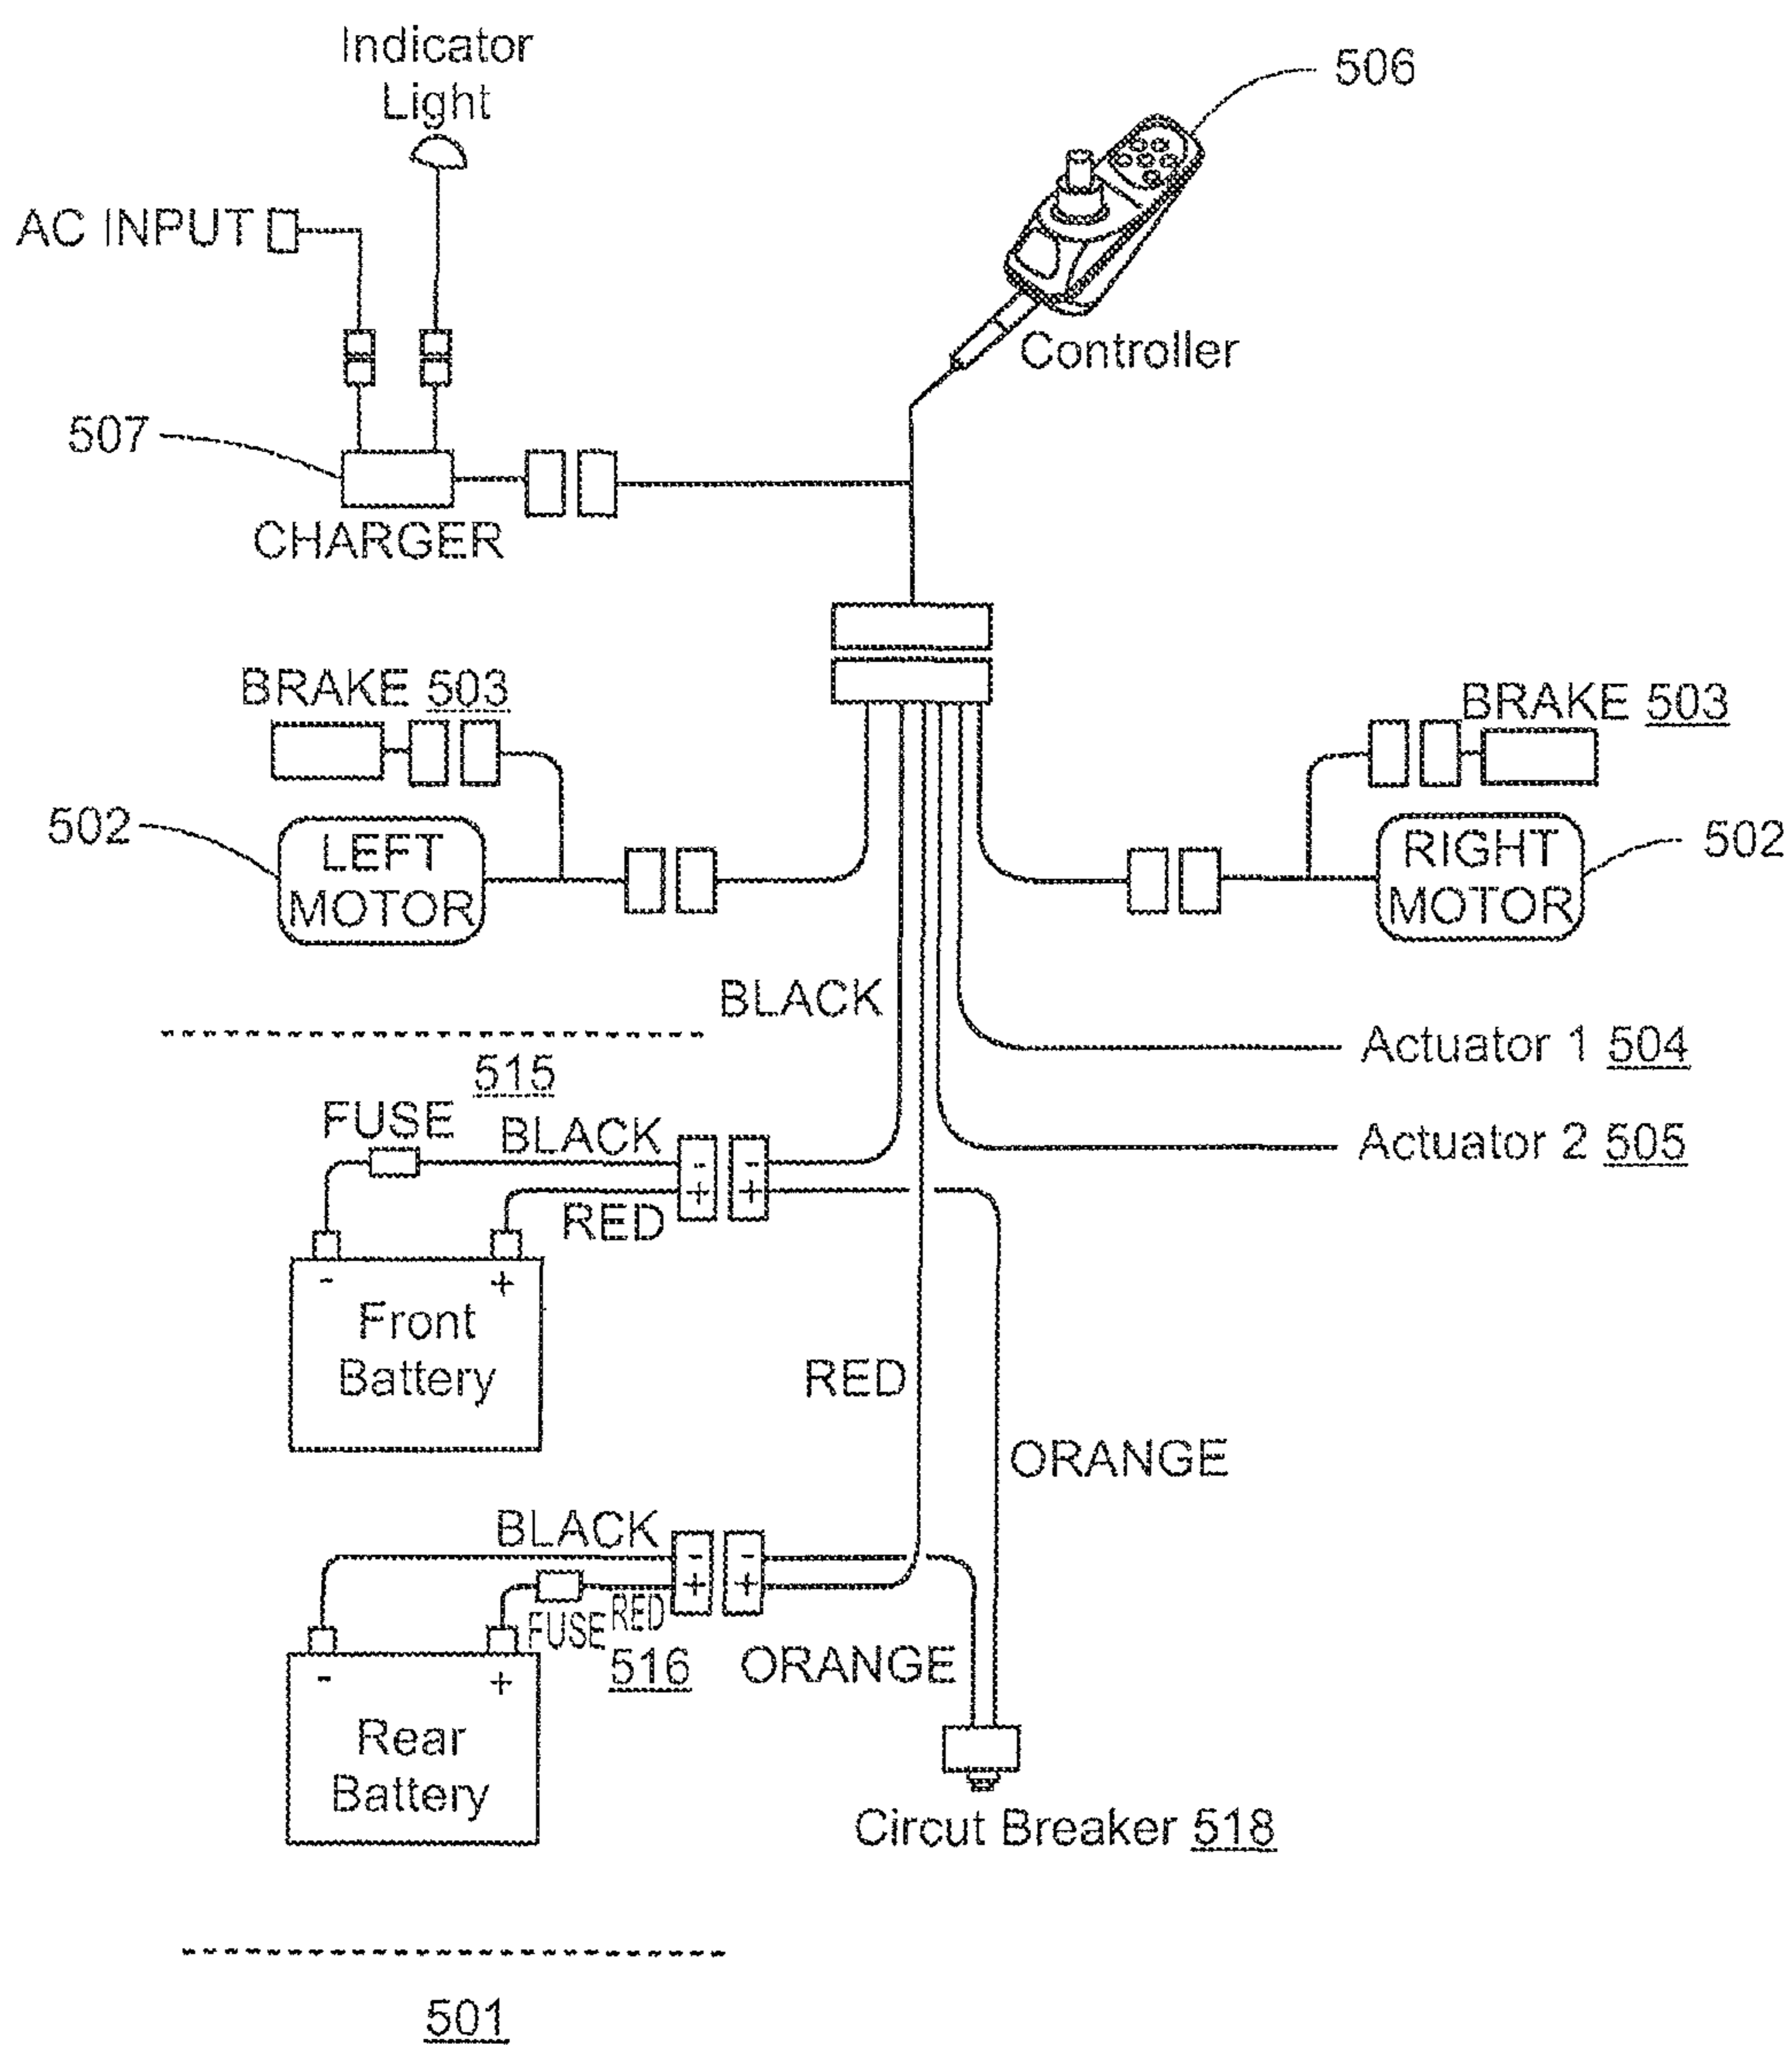 Indicator
Light
506
AC INPUT
Controller
507
CHARGER
BRAKE 503
BRAKE 503
502
LEFT
MOTOR
RIGHT
MOTOR
502
BLACK
Actuator 1 504
515
FUSE
BLACK
- -
+ +
RED
Actuator 2 505
- +
Front
Battery
RED
ORANGE
BLACK
- -
+ +
FUSE
RED
516
ORANGE
- +
Rear
Battery
Circut Breaker 518
501